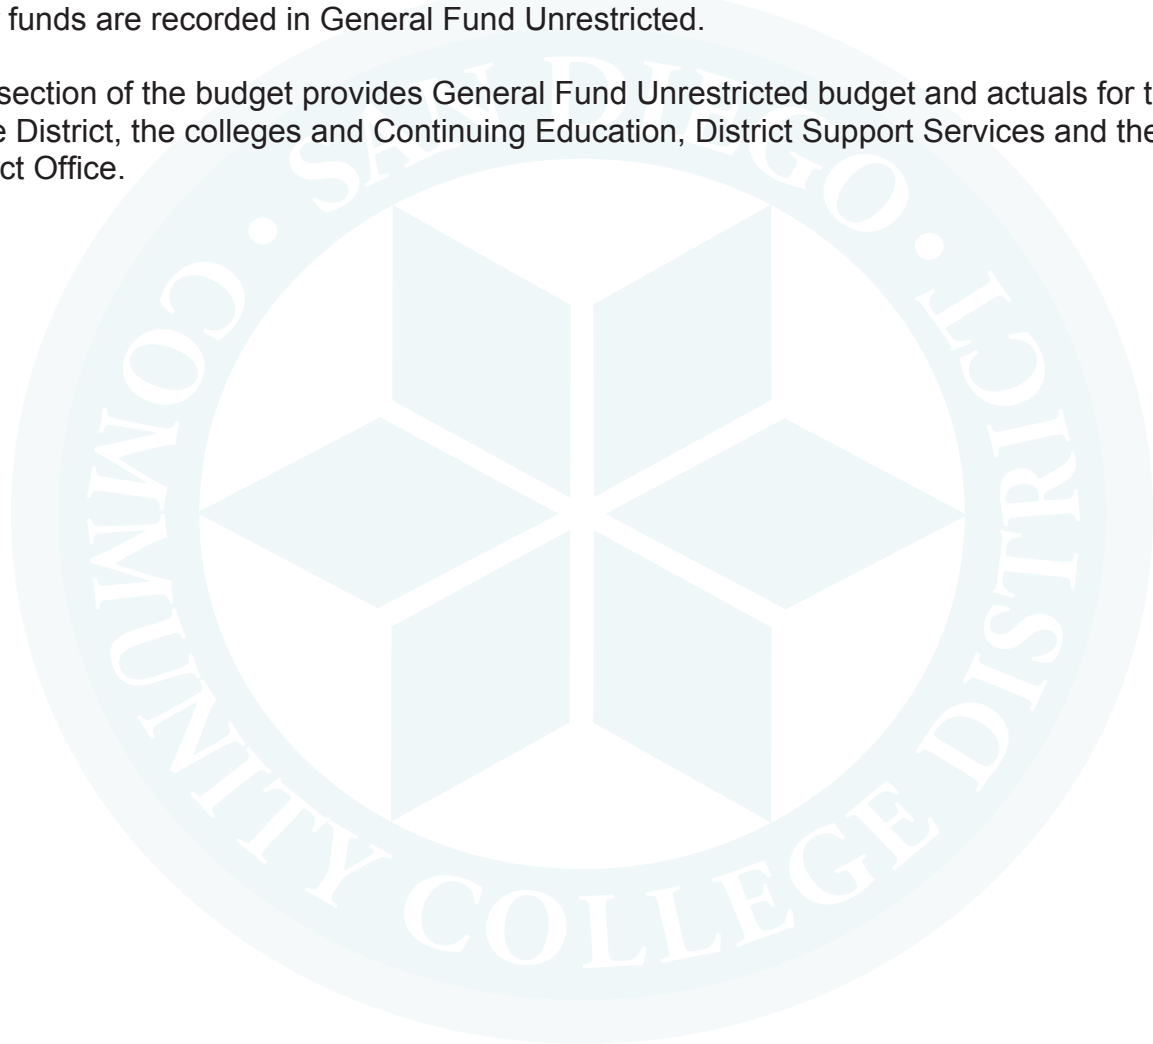 funds are recorded in General Fund Unrestricted.
section of the budget provides General Fund Unrestricted budget and actuals for t
e District, the colleges and Continuing Education, District Support Services and the
ct Office.
SAN DIEGO
COMMUNITY COLLEGE DISTRICT